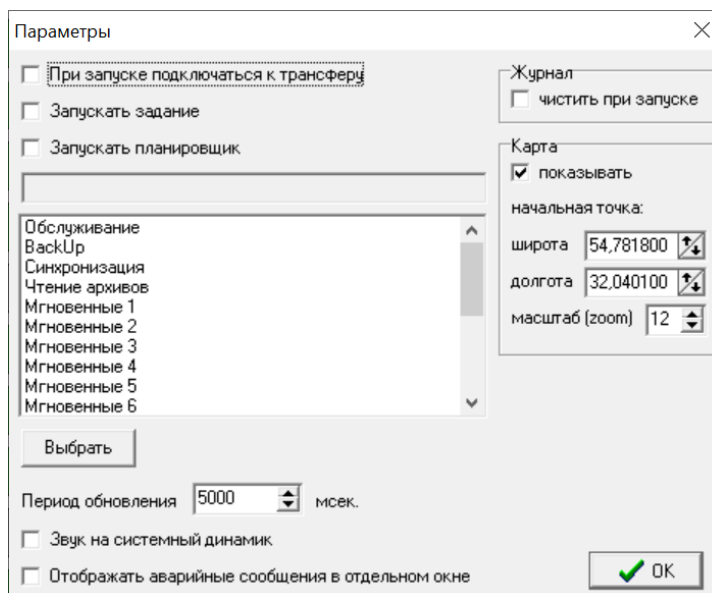 Параметры
При запуске подключаться к трансферу
Запускать задание
Запускать планировщик
Обслуживание
BackUp
Синхронизация
Чтение архивов
Мгновенные 1
Мгновенные 2
Мгновенные 3
Мгновенные 4
Мгновенные 5
Мгновенные 6
Выбрать
Период обновления 5000 мсек.
Звук на системный динамик
Отображать аварийные сообщения в отдельном окне
Журнал
чистить при запуске
Карта
показывать
начальная точка:
широта 54,781800
долгота 32,040100
масштаб (zoom) 12
OK